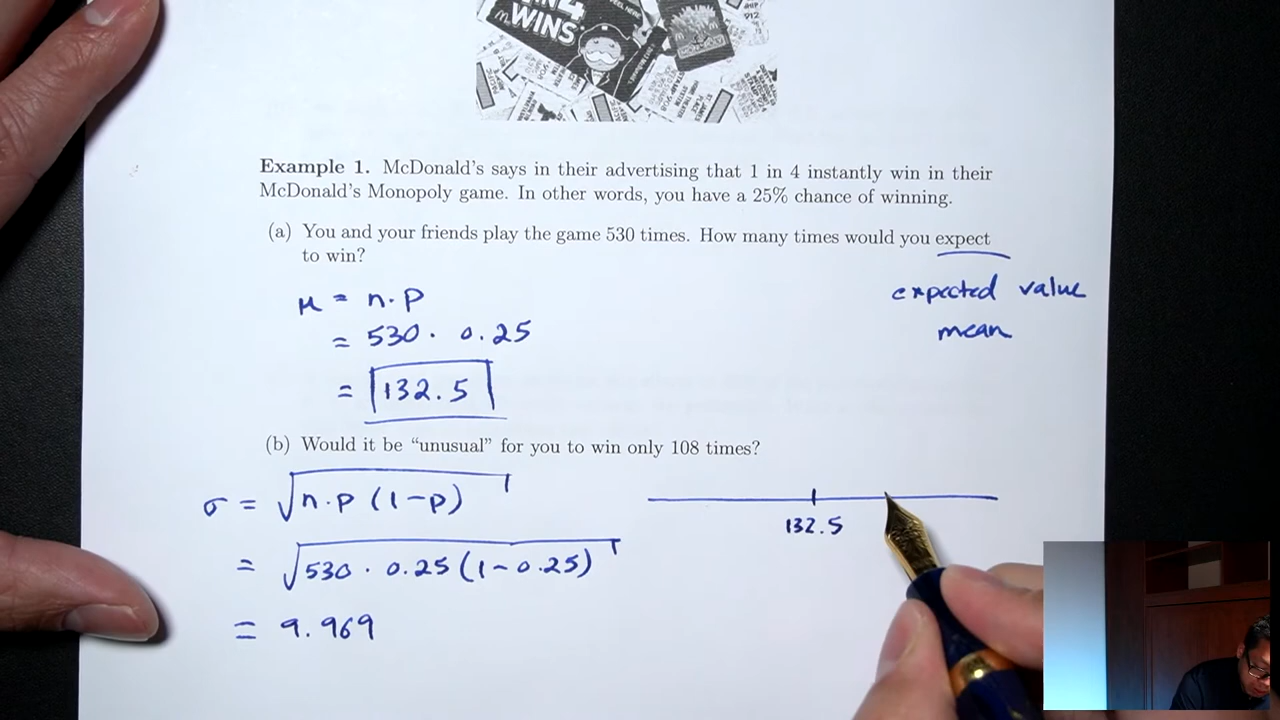 WINS
Example 1. McDonald's says in their advertising that 1 in 4 instantly win in their
McDonald's Monopoly game. In other words, you have a 25% chance of winning.
(a) You and your friends play the game 530 times. How many times would you expect
to win?
μ = n·p
= 530 · 0.25
= 132.5
expected value
mean
(b) Would it be “unusual” for you to win only 108 times?
σ = √n·p (1-p)
= √530 · 0.25 (1-0.25)
= 9.969
132.5